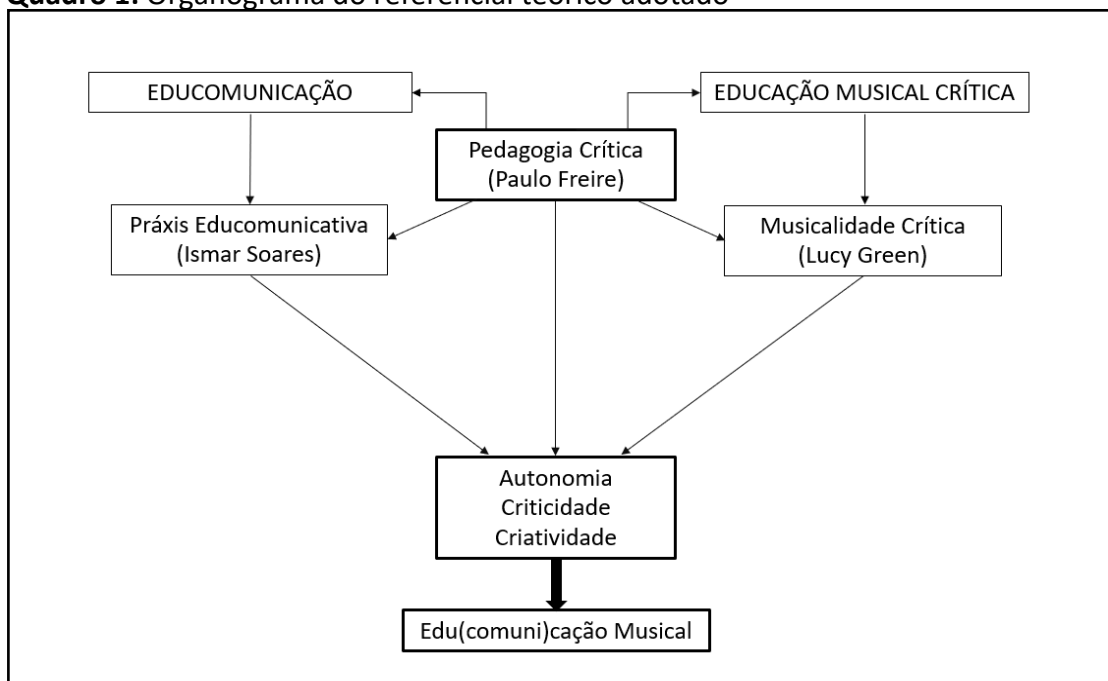 Quadro 1. Organograma do referencial teórico adotado
EDUCOMUNICAÇÃO
EDUCAÇÃO MUSICAL CRÍTICA
Pedagogia Crítica
(Paulo Freire)
Práxis Educomunicativa
(Ismar Soares)
Musicalidade Crítica
(Lucy Green)
Autonomia
Criticidade
Criatividade
Edu(comuni)cação Musical